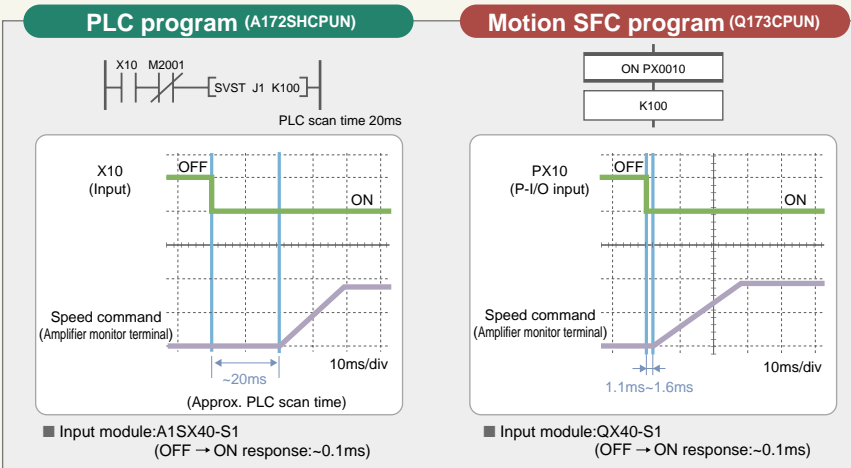 PLC program (A172SHCPUN)
X10 M2001
SVST J1 K100
PLC scan time 20ms
X10
(Input)
OFF
ON
Speed command
(Amplifier monitor terminal)
10ms/div
~20ms
(Approx. PLC scan time)
■ Input module:A1SX40-S1
(OFF → ON response:~0.1ms)
Motion SFC program (Q173CPUN)
ON PX0010
K100
PX10
(P-I/O input)
OFF
ON
Speed command
(Amplifier monitor terminal)
10ms/div
1.1ms~1.6ms
■ Input module:QX40-S1
(OFF → ON response:~0.1ms)